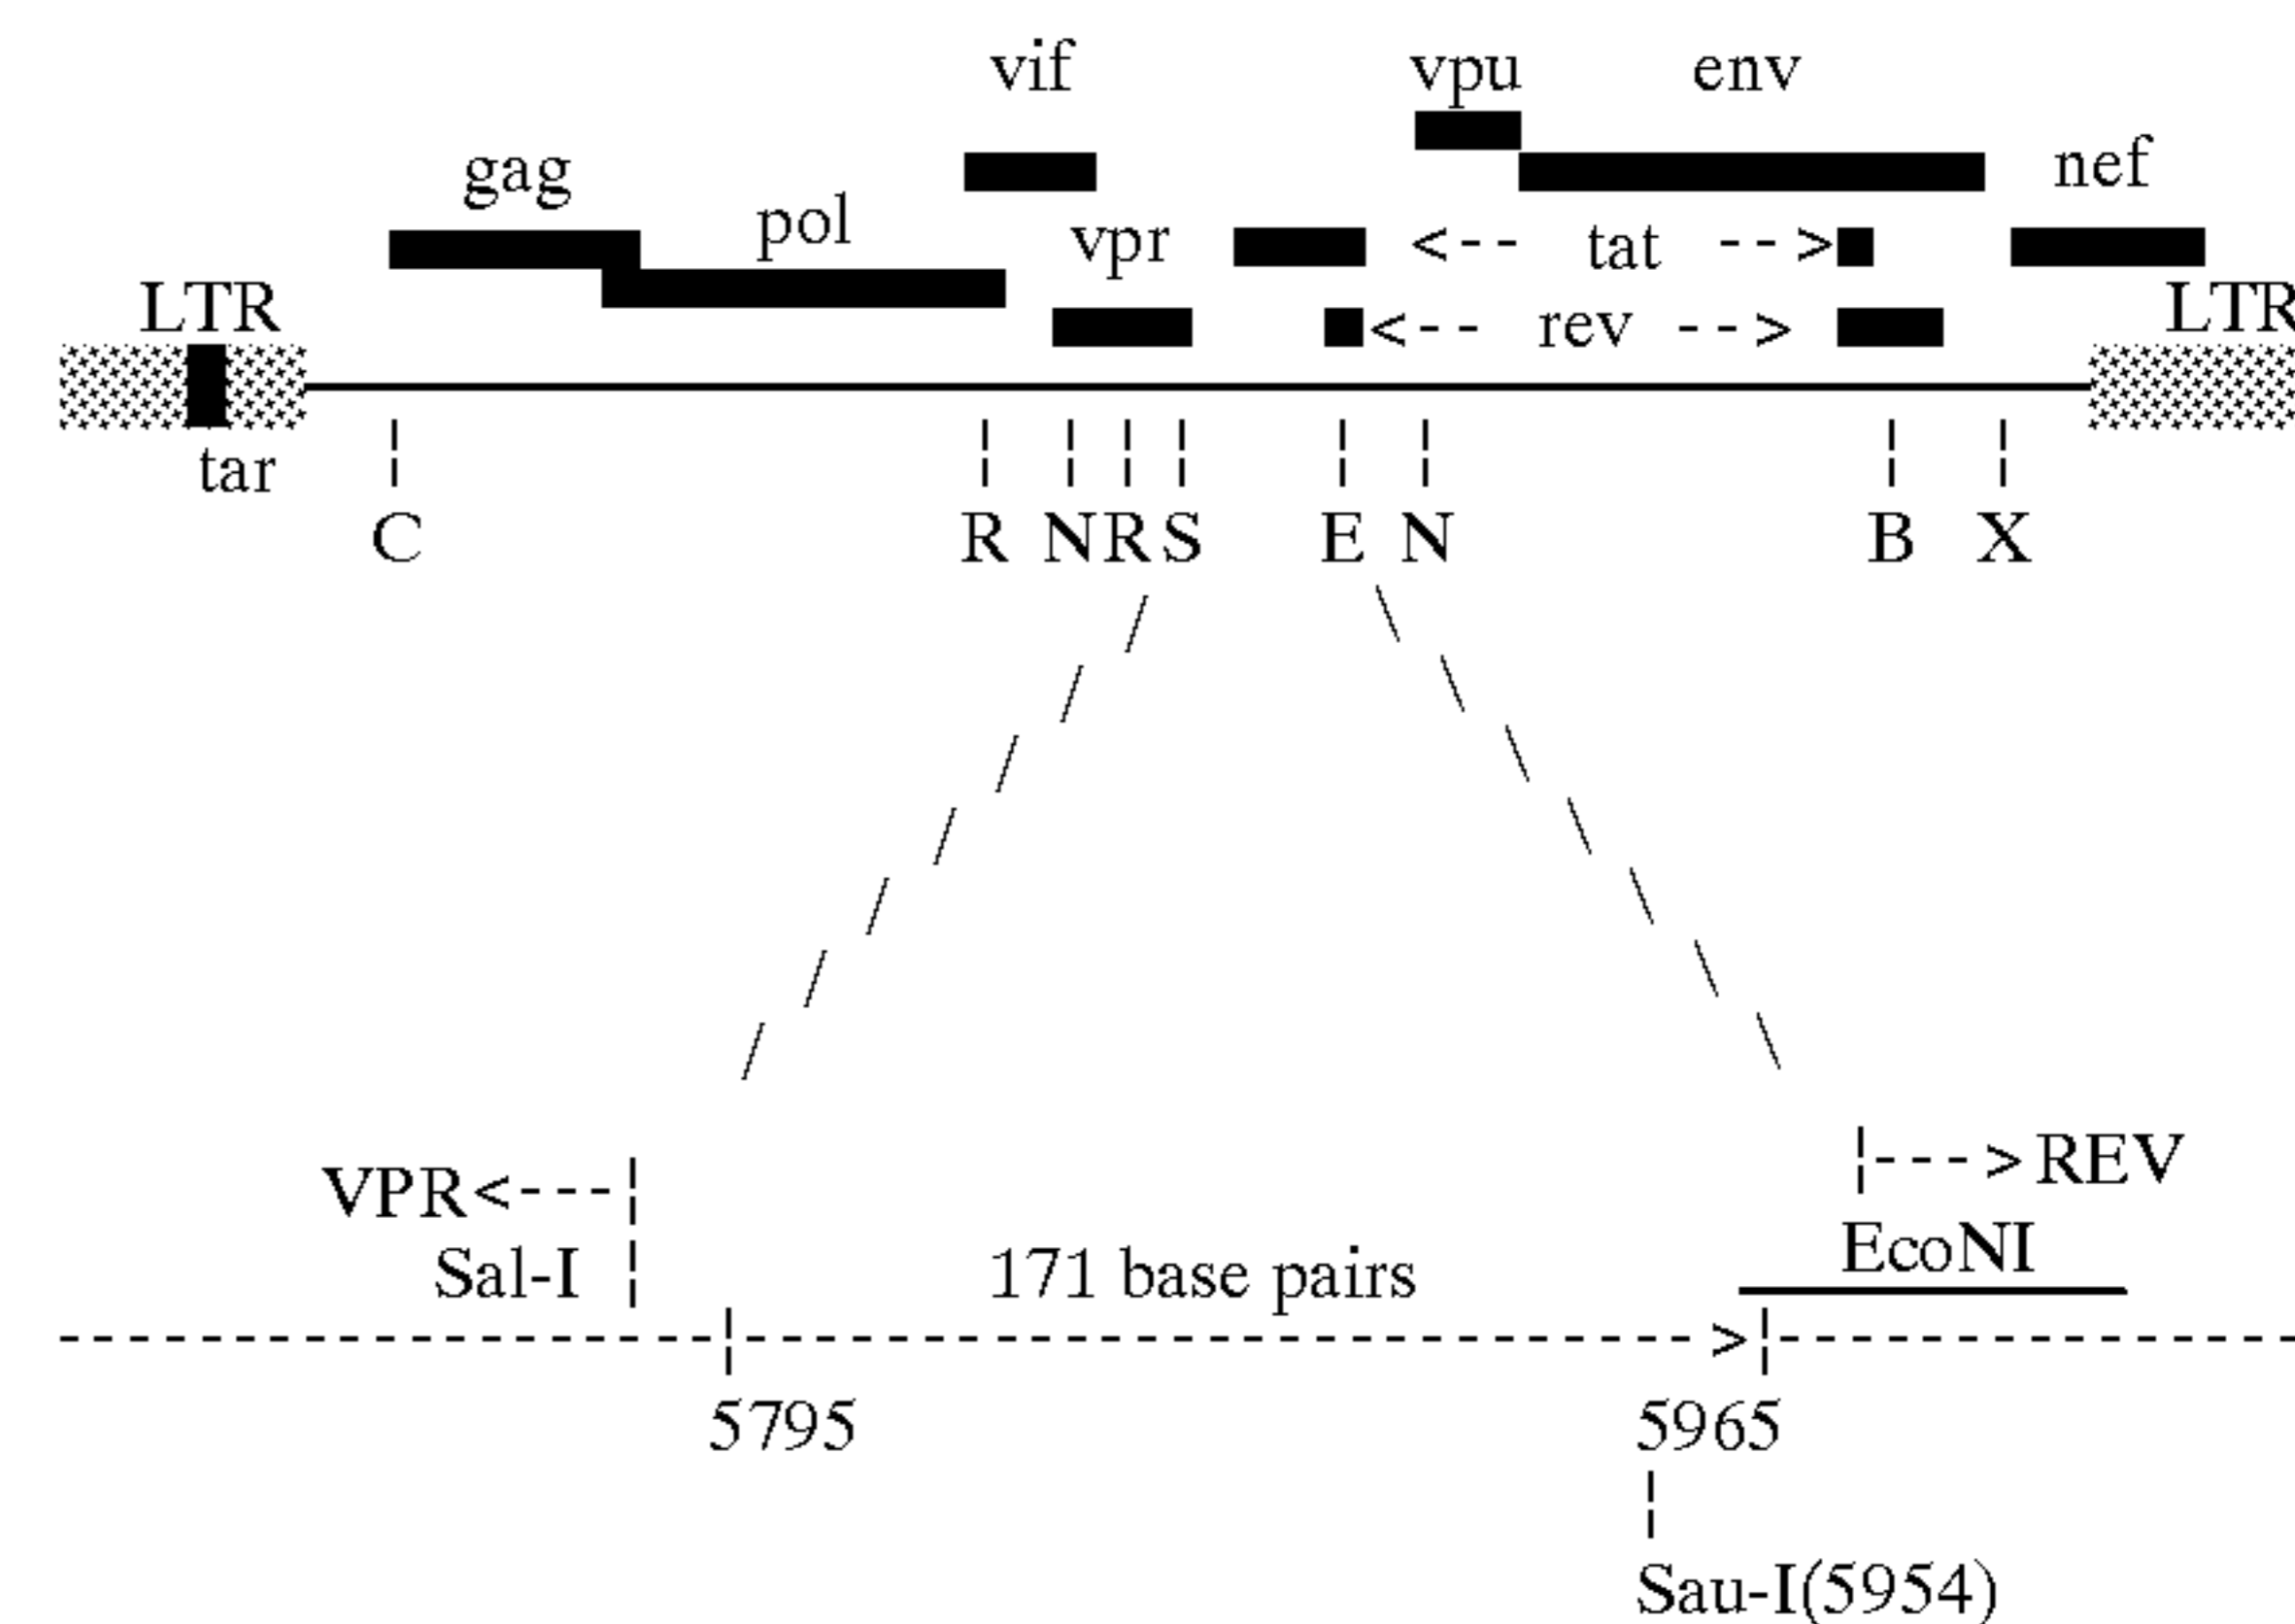 vif vpu env
gag pol vpr nef
<-- tat -->
LTR <-- rev --> LTR
tar
C R N R S E N B X
VPR<--- |--->REV
Sal-I 171 base pairs EcoNI
5795 5965
Sau-I(5954)